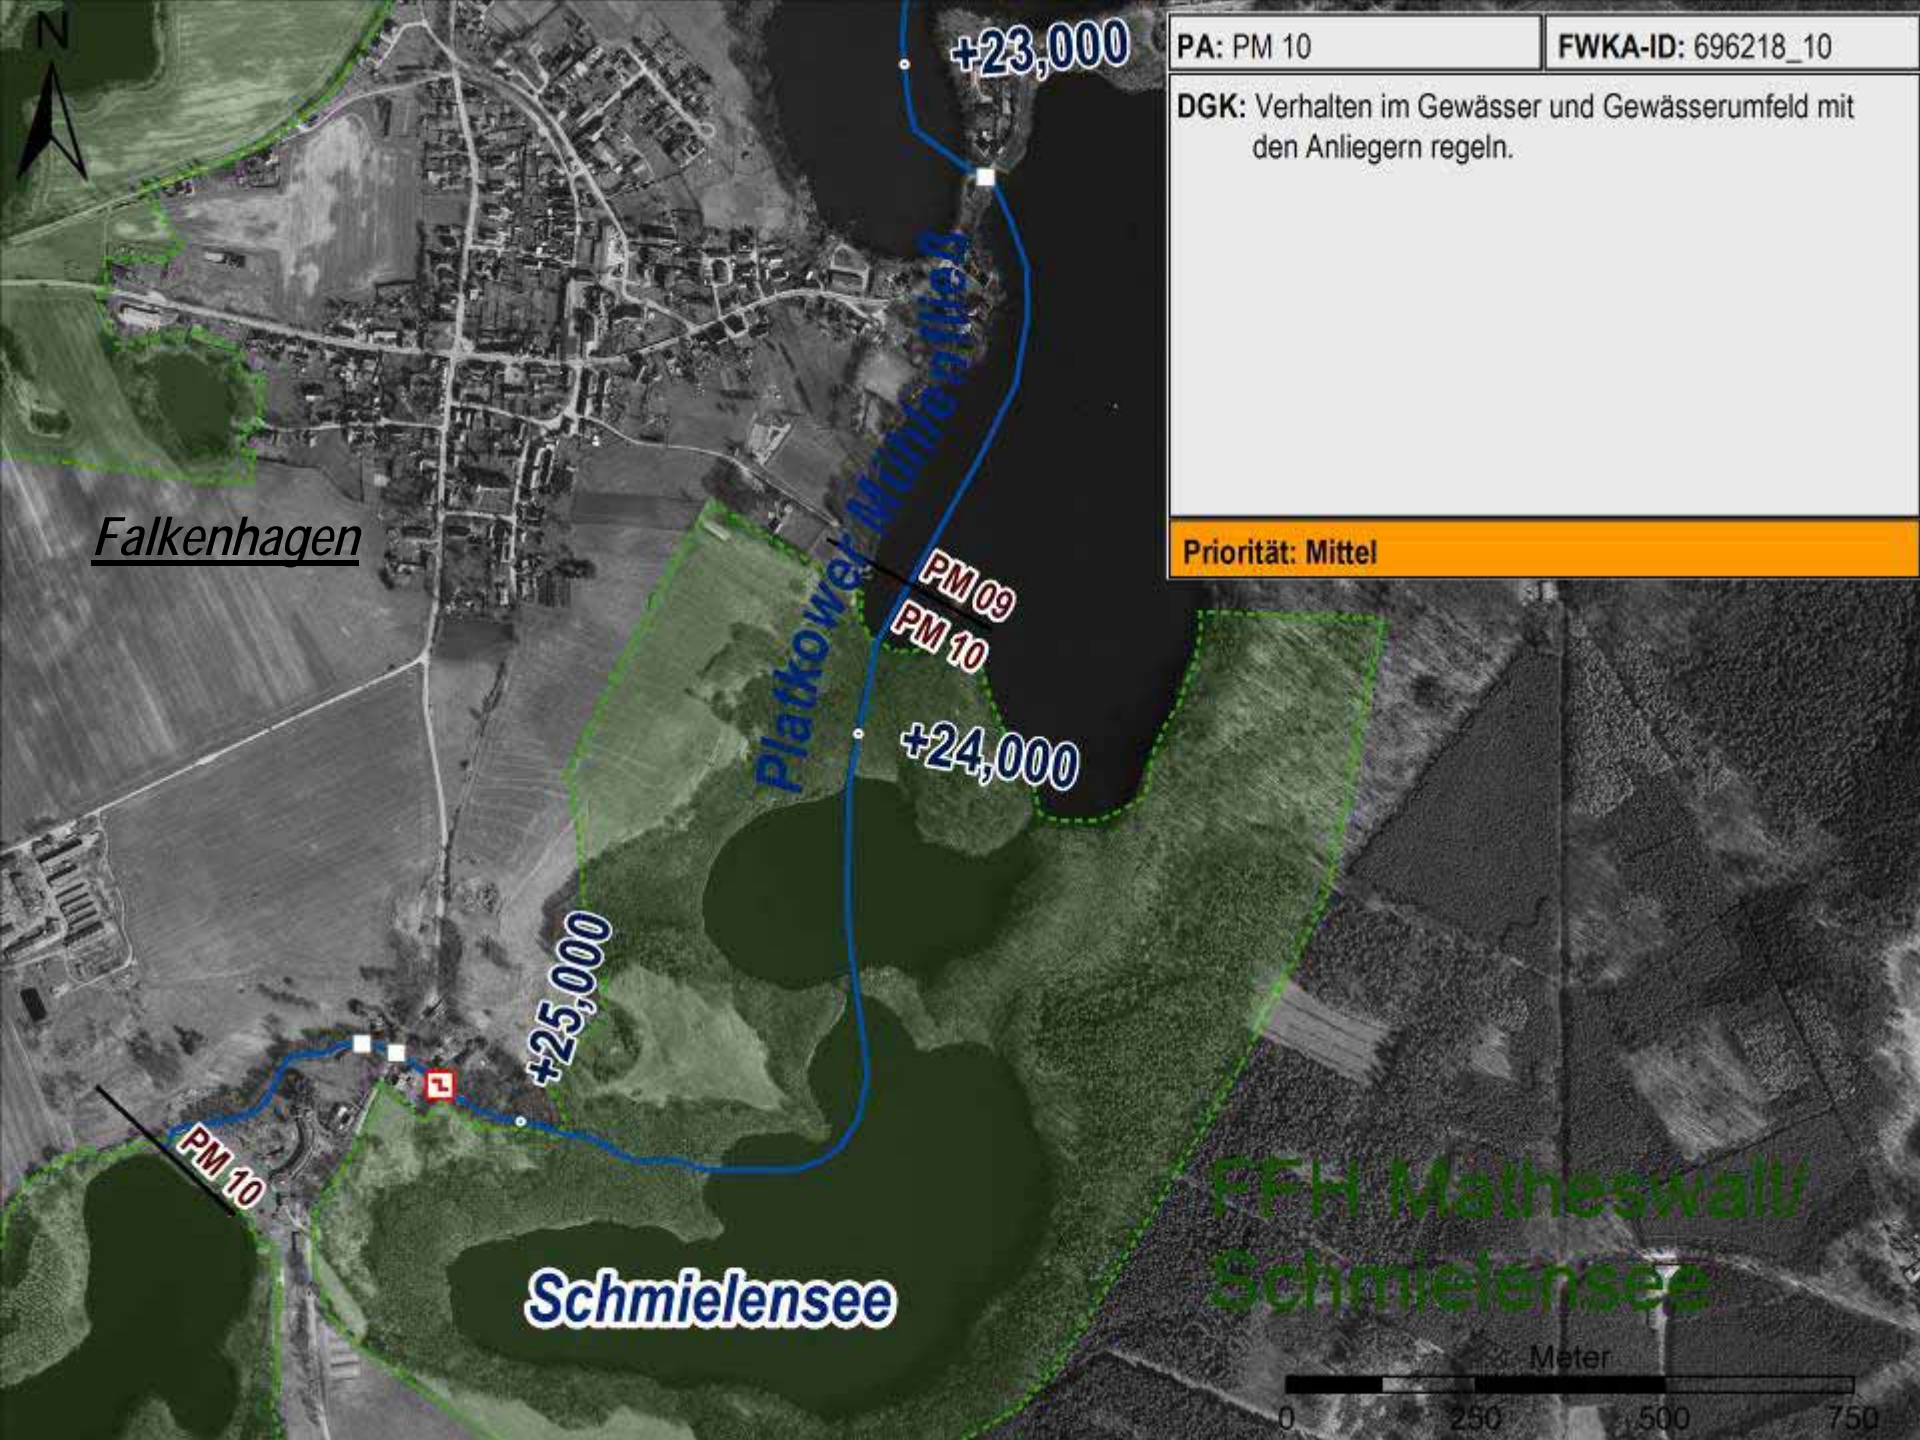 N
+23,000
PA: PM 10
FWKA-ID: 696218_10
DGK: Verhalten im Gewässer und Gewässerumfeld mit
den Anliegern regeln.
Priorität: Mittel
Platkower Mühlenfließ
Falkenhagen
PM 09
PM 10
+24,000
+25,000
PM 10
Schmielensee
FFH Matheswall/
Schmielensee
Meter
0 250 500 750